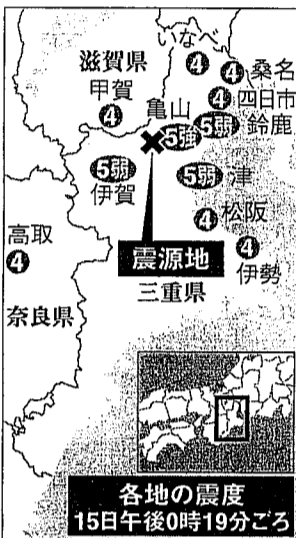 いなべ
④
④ 桑名
滋賀県
甲賀
④
④ 四日市
亀山
5強
5弱 鈴鹿
5弱
伊賀
5弱 津
④ 松阪
④
伊勢
高取
④
震源地
三重県
奈良県
各地の震度
15日午後0時19分ごろ